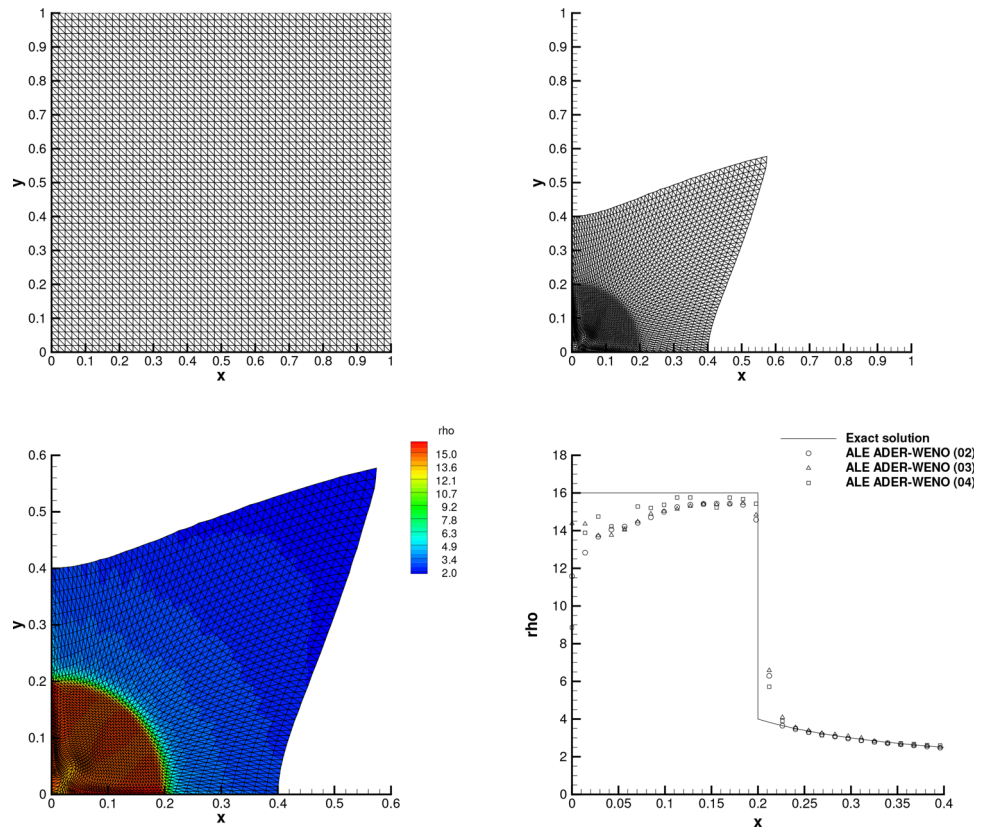 1
0.9
0.8
0.7
0.6
0.5
0.4
0.3
0.2
0.1
0
y
0 0.1 0.2 0.3 0.4 0.5 0.6 0.7 0.8 0.9 1
x
1
0.9
0.8
0.7
0.6
0.5
0.4
0.3
0.2
0.1
0
y
0 0.1 0.2 0.3 0.4 0.5 0.6 0.7 0.8 0.9 1
x
0.6
0.5
0.4
0.3
0.2
0.1
0
y
0 0.1 0.2 0.3 0.4 0.5 0.6
x
rho
15.0
13.6
12.1
10.7
9.2
7.8
6.3
4.9
3.4
2.0
Exact solution
ALE ADER-WENO (O2)
ALE ADER-WENO (O3)
ALE ADER-WENO (O4)
18
16
14
12
10
8
6
4
2
0
rho
0 0.05 0.1 0.15 0.2 0.25 0.3 0.35 0.4
x